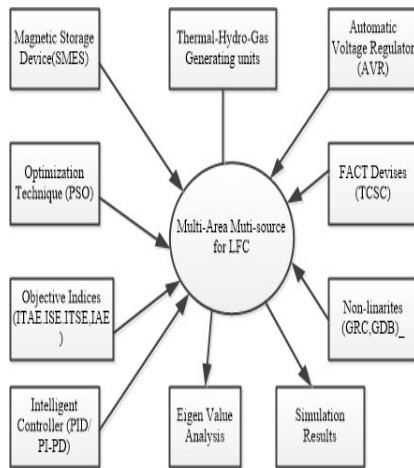 Magnetic Storage
Device(SMES)
Thermal-Hydro-Gas
Generating units
Automatic
Voltage Regulator
(AVR)
Optimization
Technique (PSO)
FACT Devises
(TCSC)
Multi-Area Muti-source
for LFC
Objective Indices
(ITAE.ISE.ITSE,IAE
)
Non-linarites
(GRC,GDB)_
Intelligent
Controller (PID/
PI-PD)
Eigen Value
Analysis
Simulation
Results